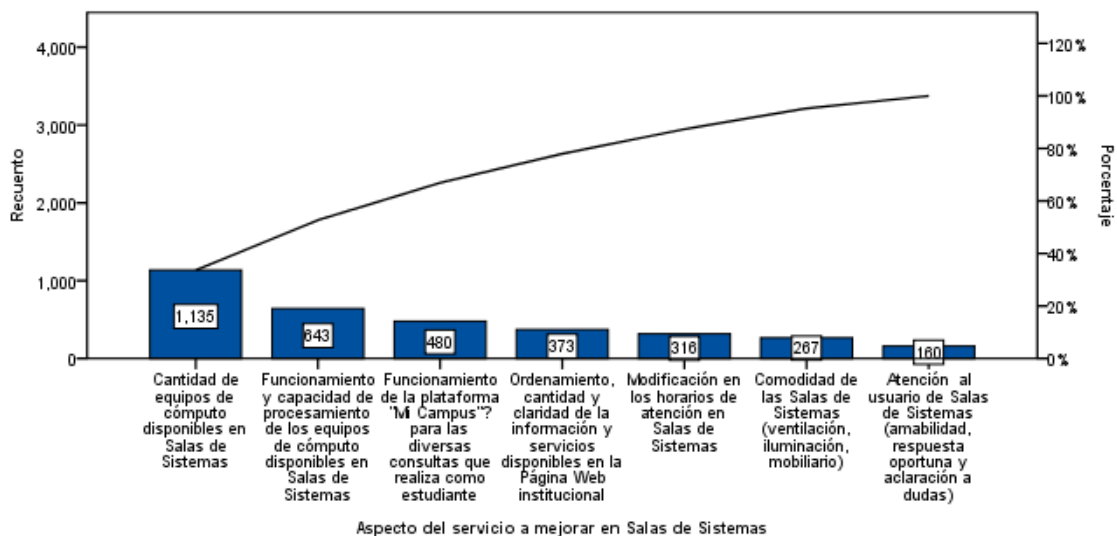 4,000
3,000
2,000
1,000
0
Recuento
120%
100%
80%
60%
40%
20%
0%
Porcentaje
1,135
643
480
373
316
267
160
Cantidad de
equipos de
cómputo
disponibles en
Salas de
Sistemas
Funcionamiento
y capacidad de
procesamiento
de los equipos
de cómputo
disponibles en
Salas de
Sistemas
Funcionamiento
de la plataforma
"Mi Campus"?
para las
diversas
consultas que
realiza como
estudiante
Ordenamiento,
cantidad y
claridad de la
información y
servicios
disponibles en la
Página Web
institucional
Modificación en
los horarios de
atención en
Salas de
Sistemas
Comodidad de
las Salas de
Sistemas
(ventilación,
iluminación,
mobiliario)
Atención al
usuario de Salas
de Sistemas
(amabilidad,
respuesta
oportuna y
aclaración a
dudas)
Aspecto del servicio a mejorar en Salas de Sistemas